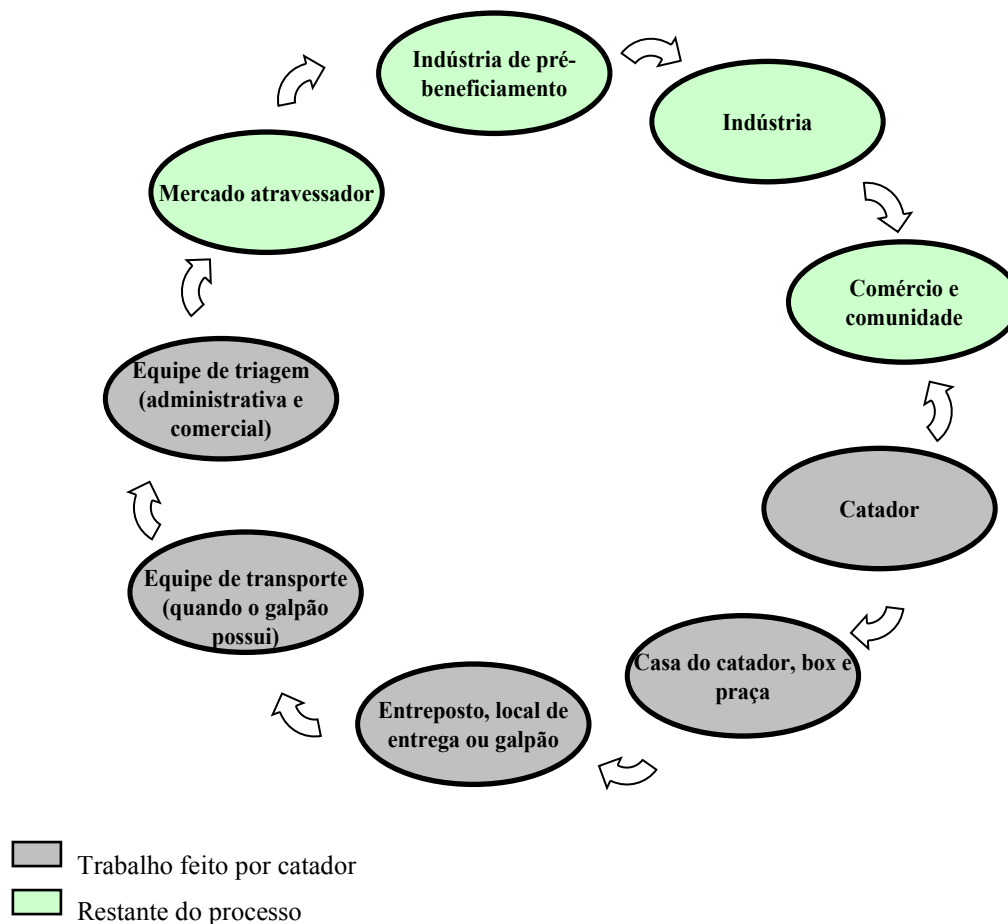 Indústria de pré-
beneficiamento
Indústria
Mercado atravessador
Comércio e
comunidade
Equipe de triagem
(administrativa e
comercial)
Catador
Equipe de transporte
(quando o galpão
possui)
Casa do catador, box e
praça
Entreposto, local de
entrega ou galpão
Trabalho feito por catador
Restante do processo